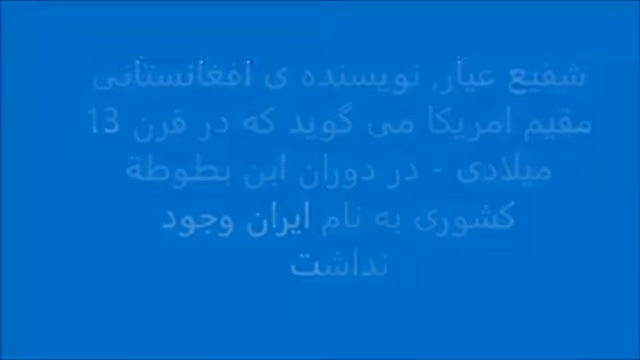 شفیع عیار, نویسنده ی افغانستانی
مقیم امریکا می گوید که در قرن 13
میلادی - در دوران ابن بطوطة
کشوری به نام ایران وجود
نداشت